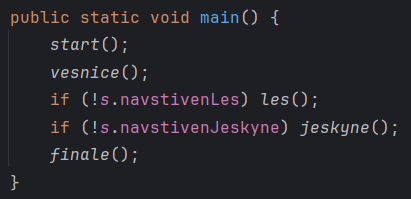 public static void main() {
    start();
    vesnice();
    if (!s.navstivenLes) les();
    if (!s.navstivenJeskyne) jeskyne();
    finale();
}